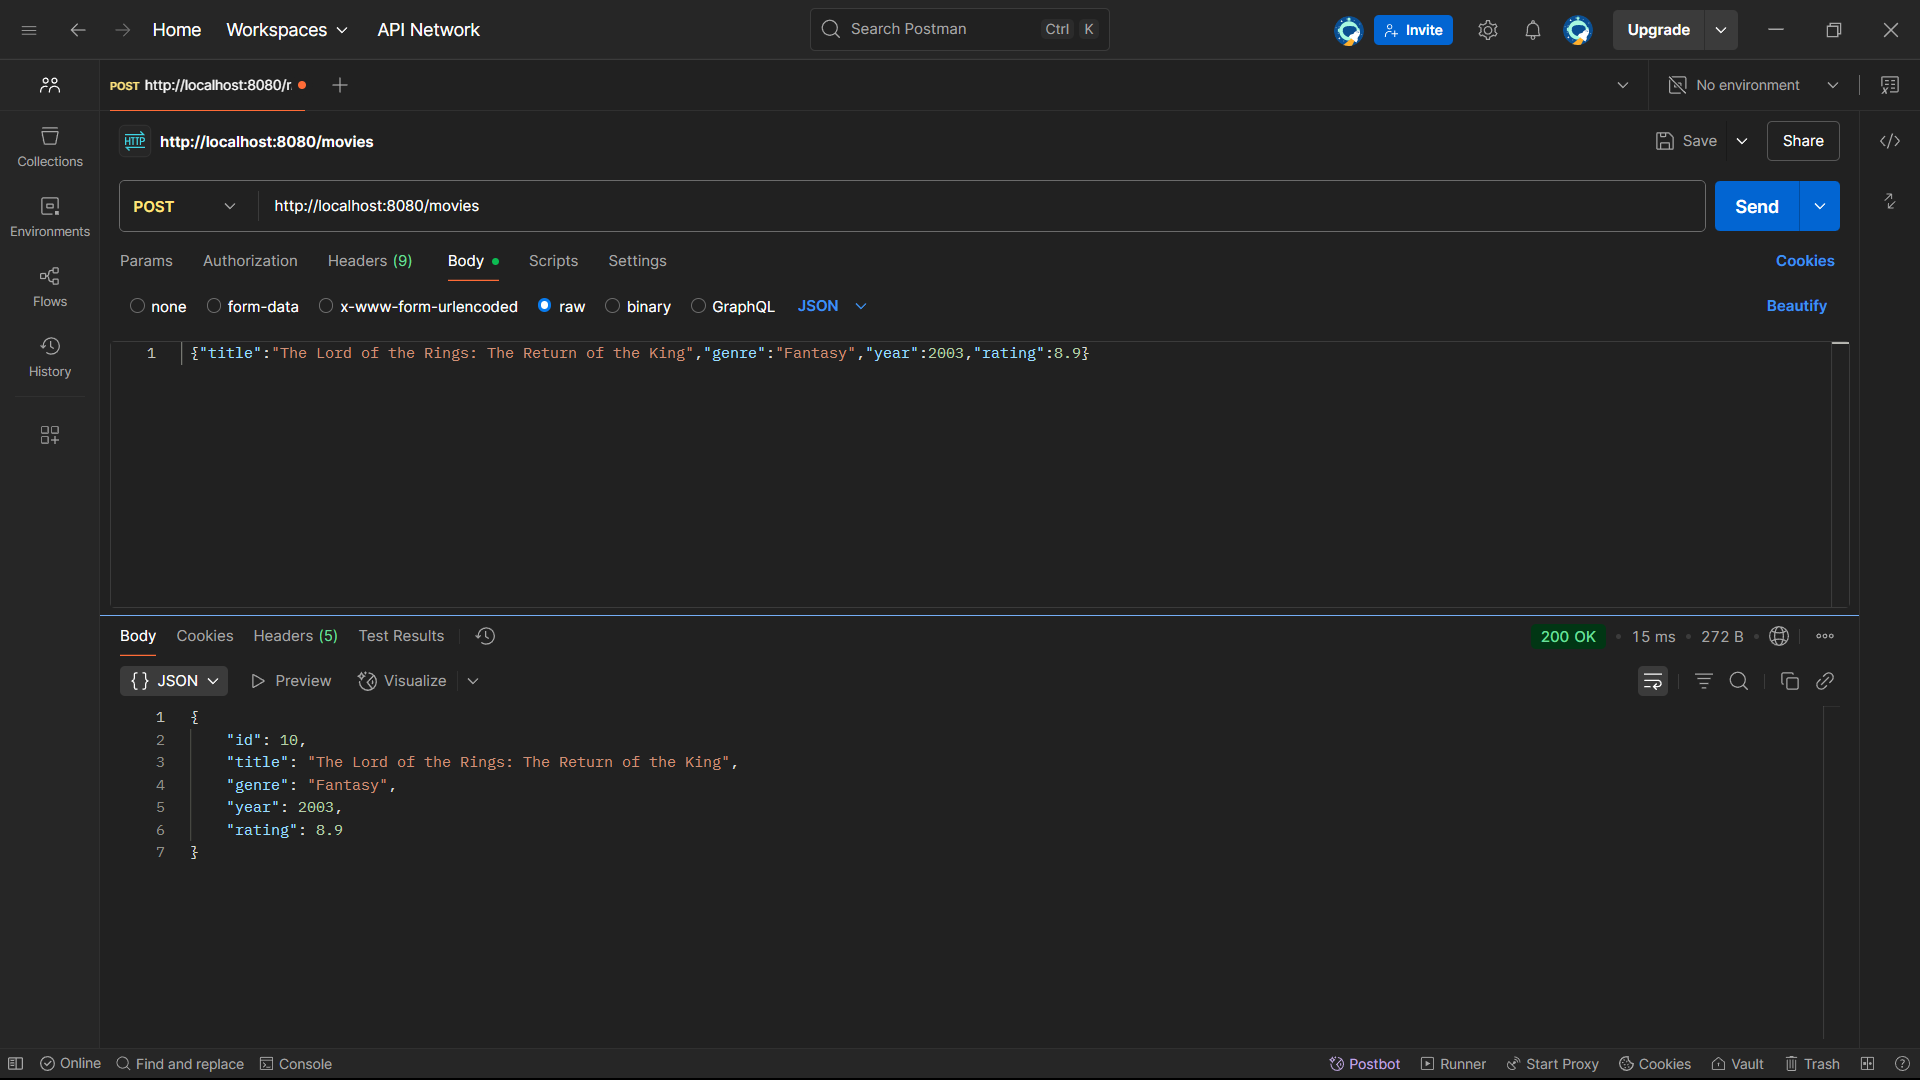 Home Workspaces API Network Search Postman Ctrl K Invite Upgrade
POST http://localhost:8080/r No environment
HTTP http://localhost:8080/movies Save Share
Collections
Environments
Flows
History
POST http://localhost:8080/movies Send
Params Authorization Headers (9) Body Scripts Settings Cookies
none form-data x-www-form-urlencoded raw binary GraphQL JSON Beautify
1 {"title":"The Lord of the Rings: The Return of the King","genre":"Fantasy","year":2003,"rating":8.9}
Body Cookies Headers (5) Test Results 200 OK 15 ms 272 B
{} JSON Preview Visualize
1 {
2 "id": 10,
3 "title": "The Lord of the Rings: The Return of the King",
4 "genre": "Fantasy",
5 "year": 2003,
6 "rating": 8.9
7 }
Online Find and replace Console Postbot Runner Start Proxy Cookies Vault Trash